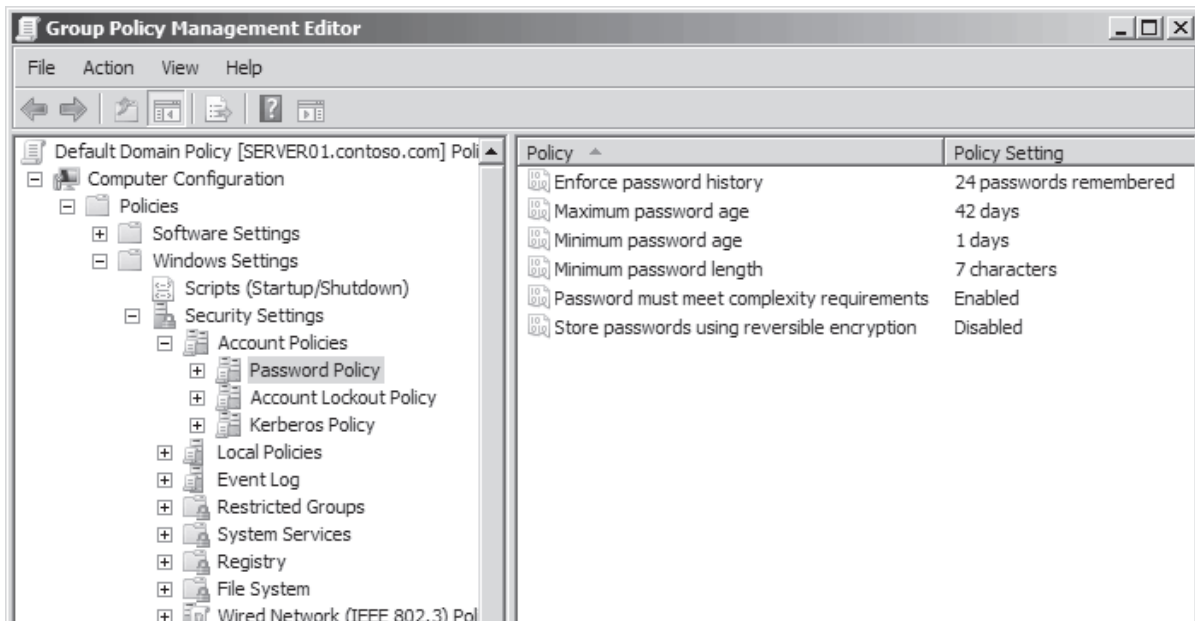 Group Policy Management Editor
File Action View Help
Default Domain Policy [SERVER01.contoso.com] Poli
Computer Configuration
Policies
Software Settings
Windows Settings
Scripts (Startup/Shutdown)
Security Settings
Account Policies
Password Policy
Account Lockout Policy
Kerberos Policy
Local Policies
Event Log
Restricted Groups
System Services
Registry
File System
Wired Network (IEEE 802.3) Pol
Policy Policy Setting
Enforce password history 24 passwords remembered
Maximum password age 42 days
Minimum password age 1 days
Minimum password length 7 characters
Password must meet complexity requirements Enabled
Store passwords using reversible encryption Disabled